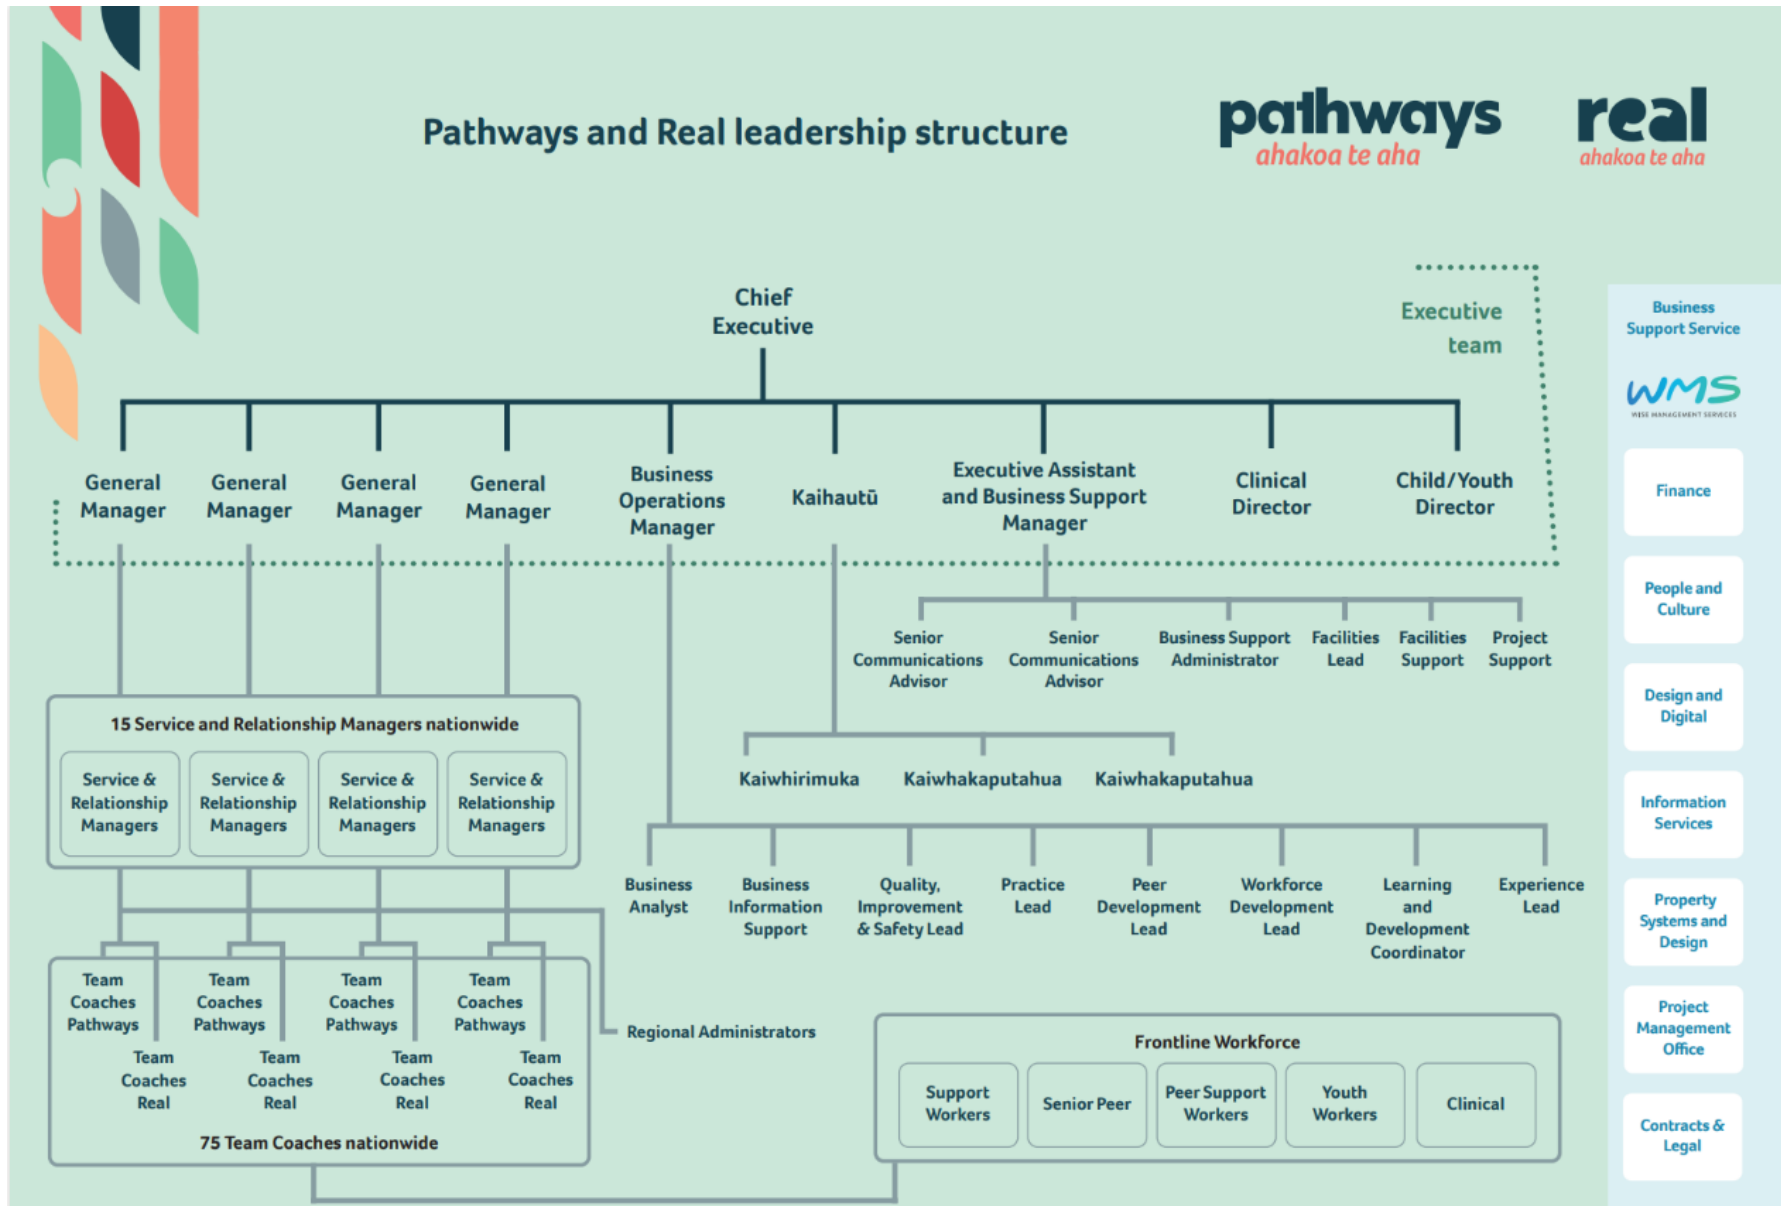 Pathways and Real leadership structure
pathways
ahakoa te aha
real
ahakoa te aha
Chief
Executive
Executive
team
General
Manager
General
Manager
General
Manager
General
Manager
Business
Operations
Manager
Kaihautū
Executive Assistant
and Business Support
Manager
Clinical
Director
Child/Youth
Director
Senior
Communications
Advisor
Senior
Communications
Advisor
Business Support
Administrator
Facilities
Lead
Facilities
Support
Project
Support
15 Service and Relationship Managers nationwide
Service &
Relationship
Managers
Service &
Relationship
Managers
Service &
Relationship
Managers
Service &
Relationship
Managers
Kaiwhirimuka
Kaiwhakaputahua
Kaiwhakaputahua
Business
Analyst
Business
Information
Support
Quality,
Improvement
& Safety Lead
Practice
Lead
Peer
Development
Lead
Workforce
Development
Lead
Learning
and
Development
Coordinator
Experience
Lead
Team
Coaches
Pathways
Team
Coaches
Pathways
Team
Coaches
Pathways
Team
Coaches
Pathways
Team
Coaches
Real
Team
Coaches
Real
Team
Coaches
Real
Team
Coaches
Real
75 Team Coaches nationwide
Regional Administrators
Frontline Workforce
Support
Workers
Senior Peer
Peer Support
Workers
Youth
Workers
Clinical
Business
Support Service
WMS
WISE MANAGEMENT SERVICES
Finance
People and
Culture
Design and
Digital
Information
Services
Property
Systems and
Design
Project
Management
Office
Contracts &
Legal